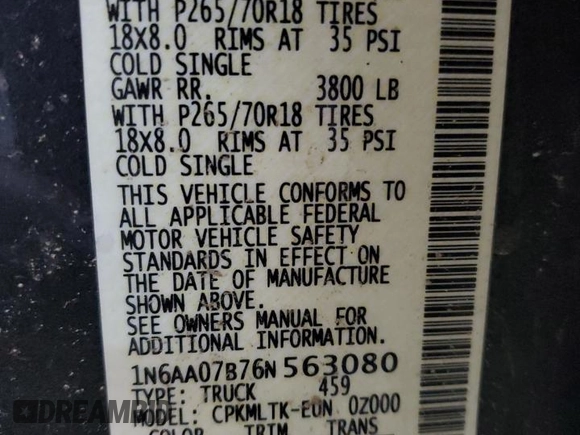 WITH P265/70R18 TIRES
18X8.0 RIMS AT 35 PSI
COLD SINGLE
GAWR RR. 3800 LB
WITH P265/70R18 TIRES
18X8.0 RIMS AT 35 PSI
COLD SINGLE
THIS VEHICLE CONFORMS TO
ALL APPLICABLE FEDERAL
MOTOR VEHICLE SAFETY
STANDARDS IN EFFECT ON
THE DATE OF MANUFACTURE
SHOWN ABOVE.
SEE OWNERS MANUAL FOR
ADDITIONAL INFORMATION.
1N6AA07B76N563080
TYPE: TRUCK 459
MODEL: CPKMLTK-EUN 0Z000
COLOR TRIM TRANS